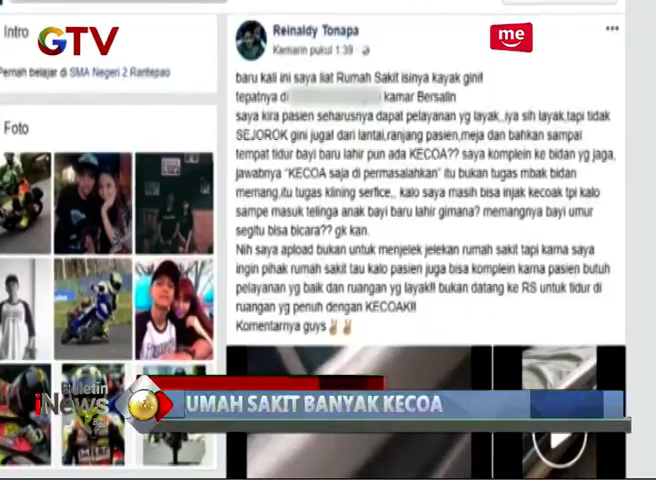 Intro
GTV
Pernah belajar di SMA Negeri 2 Rantepao
Foto
Reinaldy Tonapa
Kemarin pukul 1:39
me
baru kali ini saya liat Rumah Sakit isinya kayak gini!
tepatnya di kamar Bersalin
saya kira pasien seharusnya dapat pelayanan yg layak,.iya sih layak,tapi tidak
SEJOROK gini juga! dari lantai,ranjang pasien,meja dan bahkan sampai
tempat tidur bayi baru lahir pun ada KECOA?? saya komplein ke bidan yg jaga,
jawabnya "KECOA saja di permasalahkan" itu bukan tugas mbak bidan
memang,itu tugas klining serfice,. kalo saya masih bisa injak kecoak tpi kalo
sampe masuk telinga anak bayi baru lahir gimana? memangnya bayi umur
segitu bisa bicara?? gk kan.
Nih saya apload bukan untuk menjelek jelekan rumah sakit tapi karna saya
ingin pihak rumah sakit tau kalo pasien juga bisa komplein karna pasien butuh
pelayanan yg baik dan ruangan yg layak!! bukan datang ke RS untuk tidur di
ruangan yg penuh dengan KECOAK!!
Komentarnya guys✌✌
Buletin
iNews
Pagi
UMAH SAKIT BANYAK KECOA